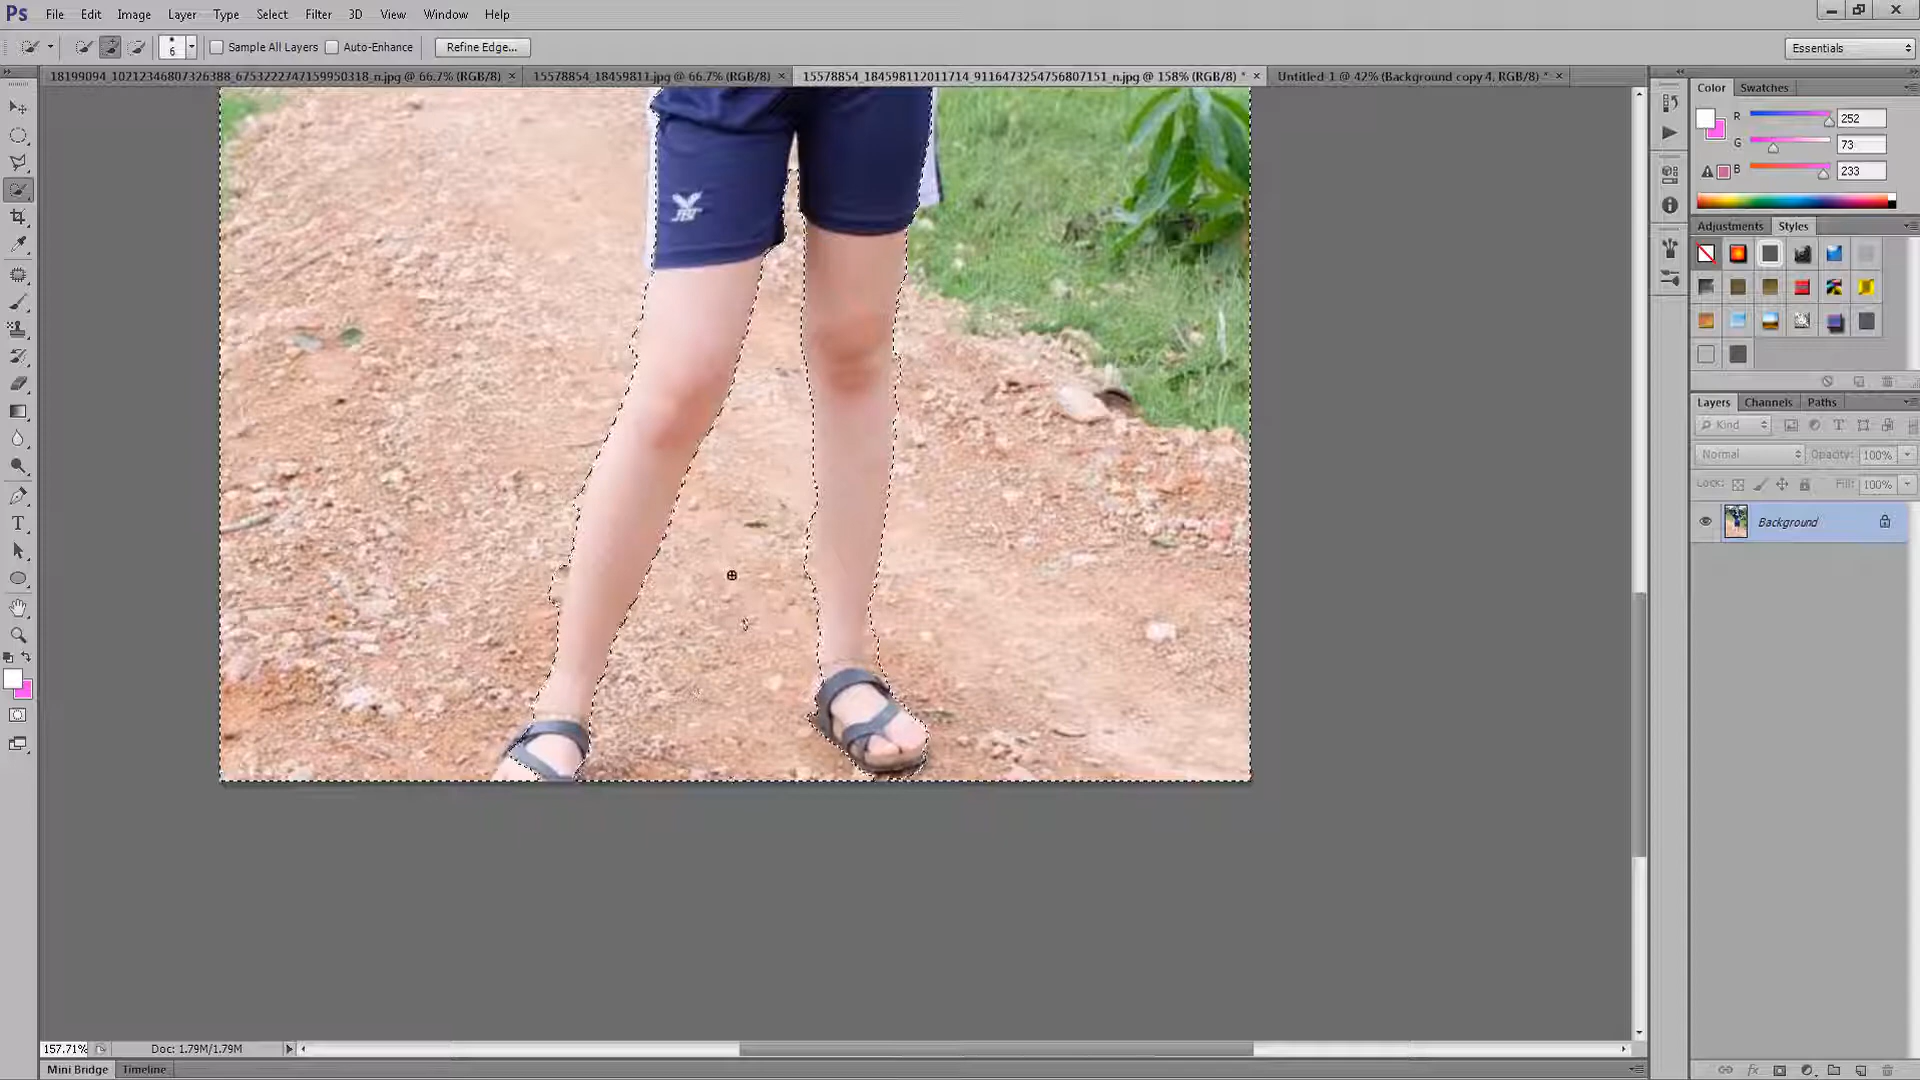 Ps File Edit Image Layer Type Select Filter 3D View Window Help
6 Sample All Layers Auto-Enhance Refine Edge... Essentials
18199094_10212346807326388_6753222747159950318_n.jpg @ 66.7% (RGB/8) × 15578854_18459811.jpg @ 66.7% (RGB/8) × 15578854_184598112011714_9116473254756807151_n.jpg @ 158% (RGB/8) * × Untitled-1 @ 42% (Background copy 4, RGB/8) * ×
Color Swatches
R 252
G 73
B 233
Adjustments Styles
Layers Channels Paths
Kind
Normal Opacity: 100%
Lock: Fill: 100%
Background
157.71% Doc: 1.79M/1.79M
Mini Bridge Timeline